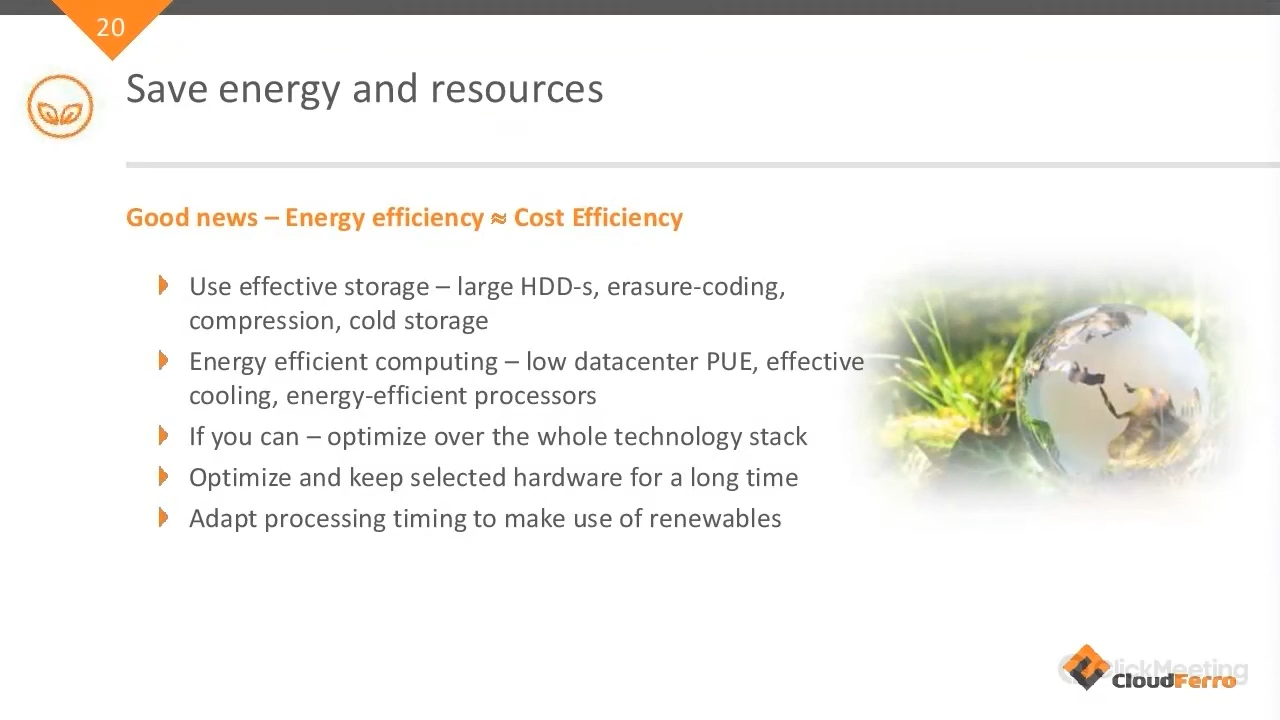 20
Save energy and resources
Good news – Energy efficiency ≈ Cost Efficiency
Use effective storage – large HDD-s, erasure-coding,
compression, cold storage
Energy efficient computing – low datacenter PUE, effective
cooling, energy-efficient processors
If you can – optimize over the whole technology stack
Optimize and keep selected hardware for a long time
Adapt processing timing to make use of renewables
ClickMeeting
CloudFerro